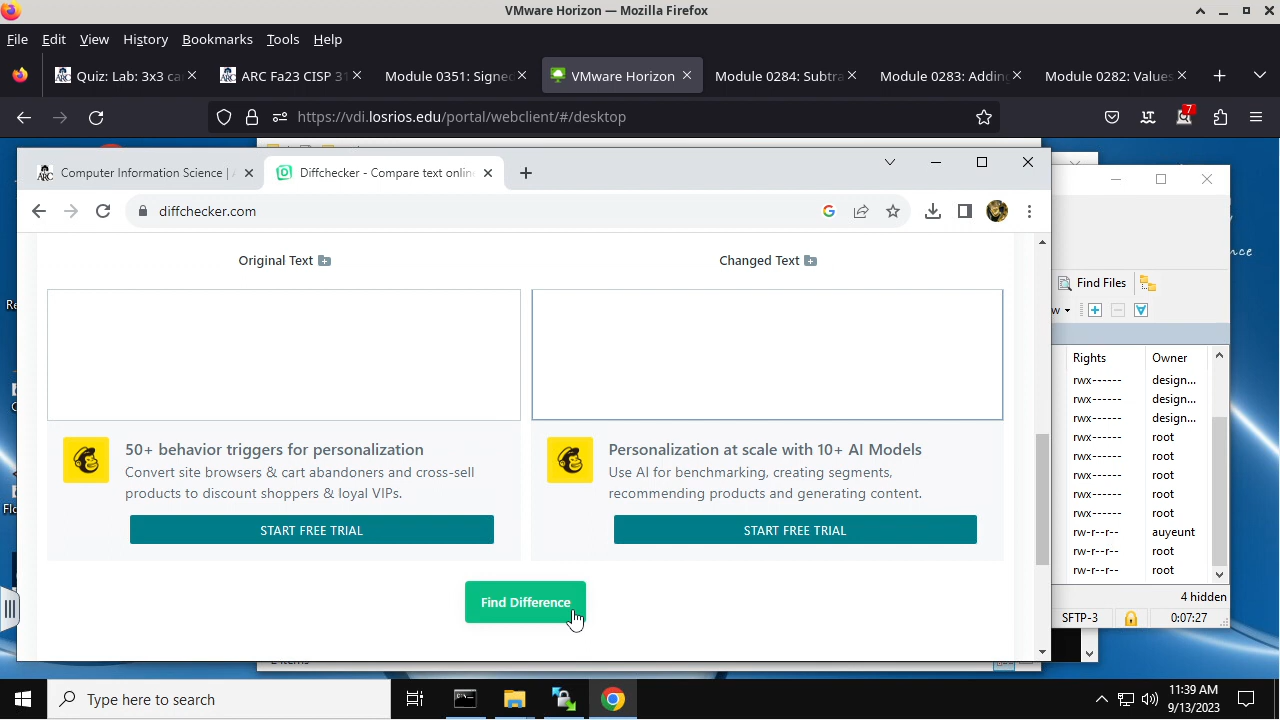 VMware Horizon — Mozilla Firefox
File Edit View History Bookmarks Tools Help
Quiz: Lab: 3x3 ca
ARC Fa23 CISP 31
Module 0351: Signed
VMware Horizon
Module 0284: Subtra
Module 0283: Adding
Module 0282: Values
https://vdi.losrios.edu/portal/webclient/#/desktop
7
Computer Information Science |
Diffchecker - Compare text online
diffchecker.com
Original Text
Changed Text
50+ behavior triggers for personalization
Convert site browsers & cart abandoners and cross-sell
products to discount shoppers & loyal VIPs.
START FREE TRIAL
Personalization at scale with 10+ AI Models
Use AI for benchmarking, creating segments,
recommending products and generating content.
START FREE TRIAL
Find Difference
nce
Find Files
Rights Owner
rwx------ design...
rwx------ design...
rwx------ design...
rwx------ root
rwx------ root
rwx------ root
rwx------ root
rwx------ root
rw-r--r-- auyeunt
rw-r--r-- root
rw-r--r-- root
4 hidden
SFTP-3 0:07:27
Type here to search
11:39 AM
9/13/2023